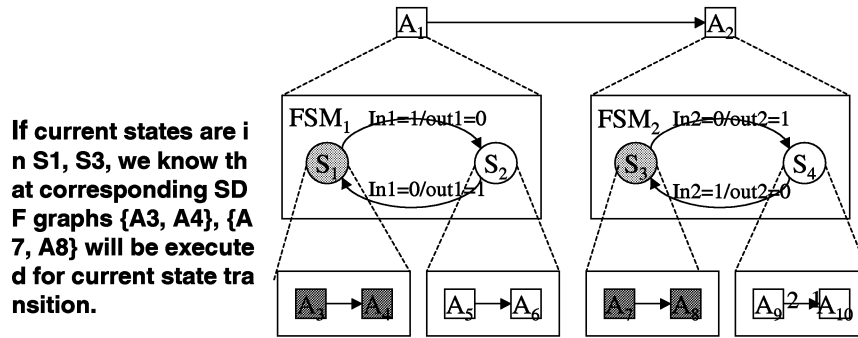 A1
A2
If current states are i
n S1, S3, we know th
at corresponding SD
F graphs {A3, A4}, {A
7, A8} will be execute
d for current state tra
nsition.
FSM1
In1=1/out1=0
S1
S2
In1=0/out1=1
FSM2
In2=0/out2=1
S3
S4
In2=1/out2=0
A3
A4
A5
A6
A7
A8
A9
2
1
A10